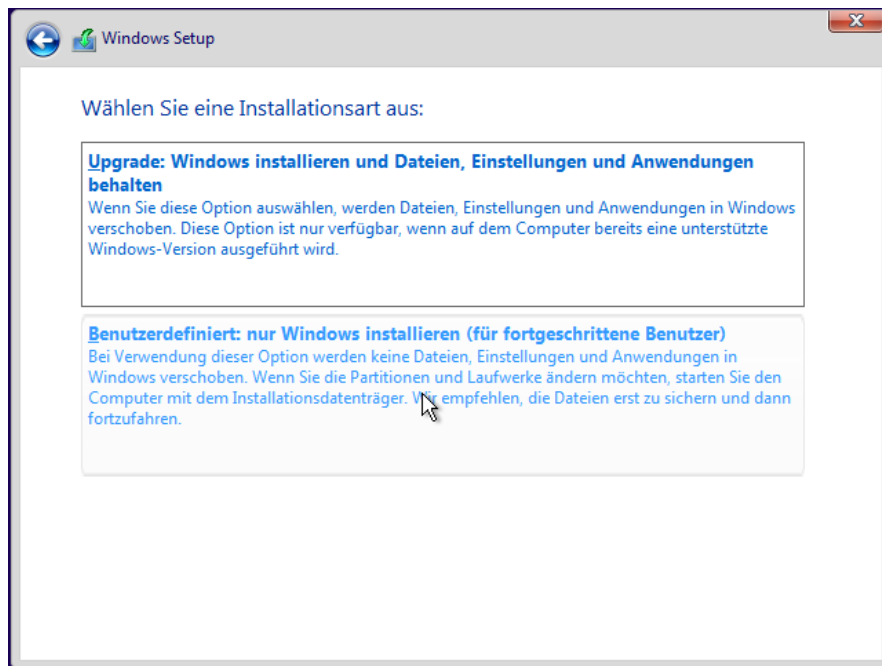 Windows Setup
Wählen Sie eine Installationsart aus:
Upgrade: Windows installieren und Dateien, Einstellungen und Anwendungen
behalten
Wenn Sie diese Option auswählen, werden Dateien, Einstellungen und Anwendungen in Windows
verschoben. Diese Option ist nur verfügbar, wenn auf dem Computer bereits eine unterstützte
Windows-Version ausgeführt wird.
Benutzerdefiniert: nur Windows installieren (für fortgeschrittene Benutzer)
Bei Verwendung dieser Option werden keine Dateien, Einstellungen und Anwendungen in
Windows verschoben. Wenn Sie die Partitionen und Laufwerke ändern möchten, starten Sie den
Computer mit dem Installationsdatenträger. Wir empfehlen, die Dateien erst zu sichern und dann
fortzufahren.